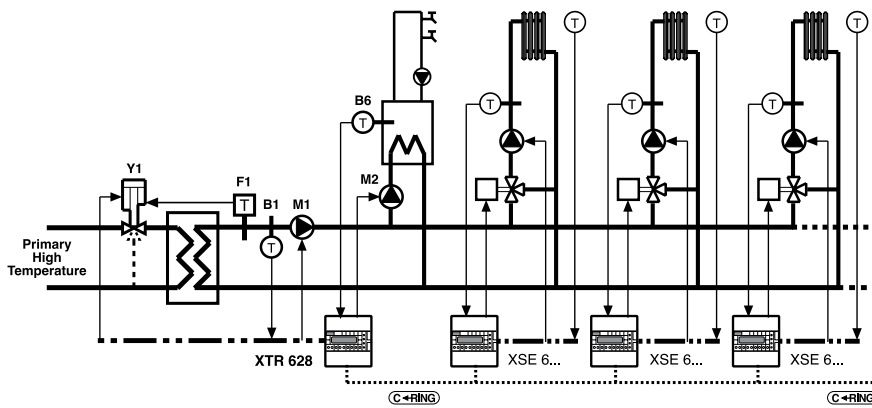 T
T
T
B6
T
T
T
T
Y1
F1
T
B1
M1
M2
T
Primary
High
Temperature
XTR 628
XSE 6...
XSE 6...
XSE 6...
C RING
C RING